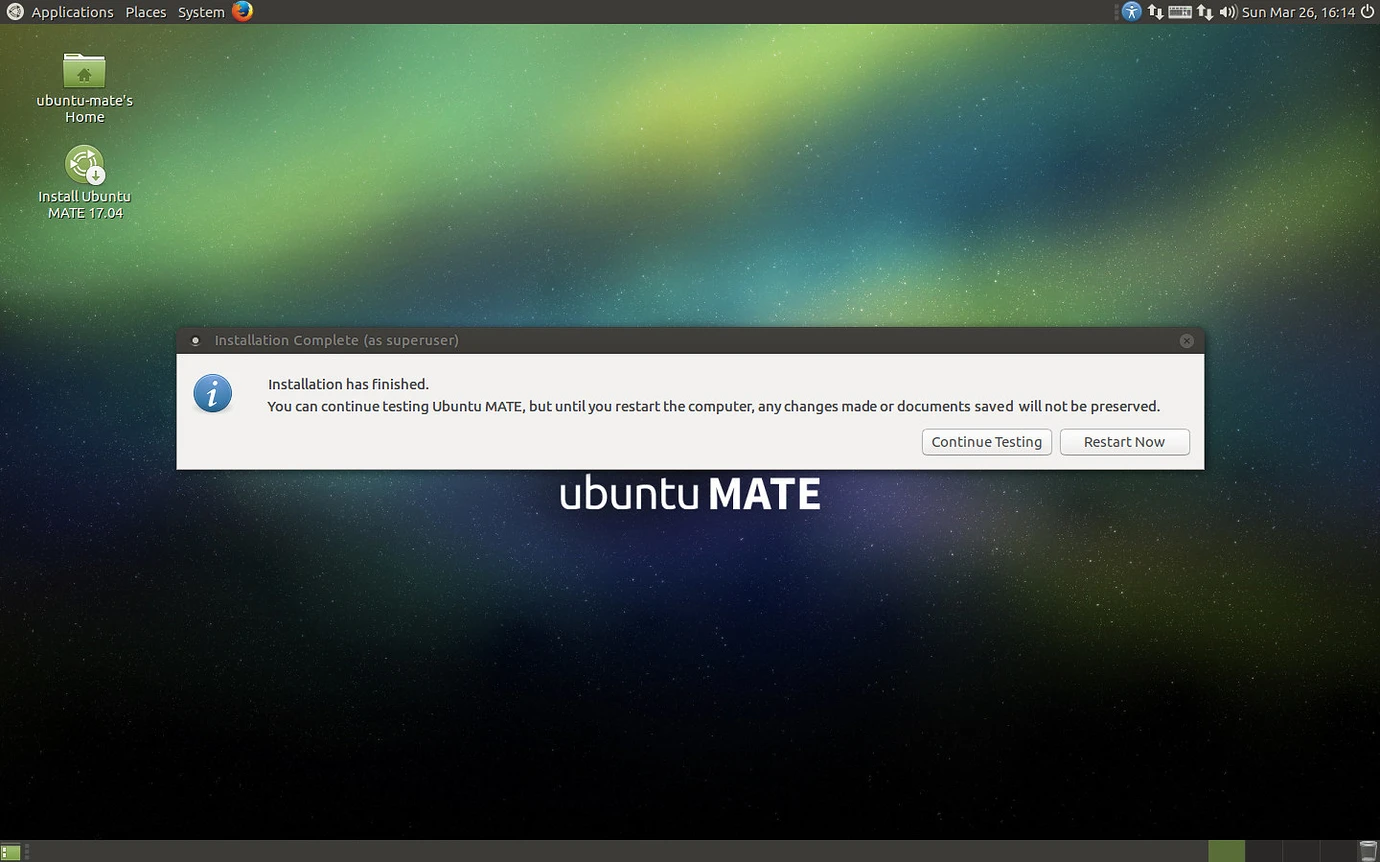 Applications Places System Sun Mar 26, 16:14
ubuntu-mate's
Home
Install Ubuntu
MATE 17.04
Installation Complete (as superuser)
Installation has finished.
You can continue testing Ubuntu MATE, but until you restart the computer, any changes made or documents saved will not be preserved.
Continue Testing Restart Now
ubuntu MATE